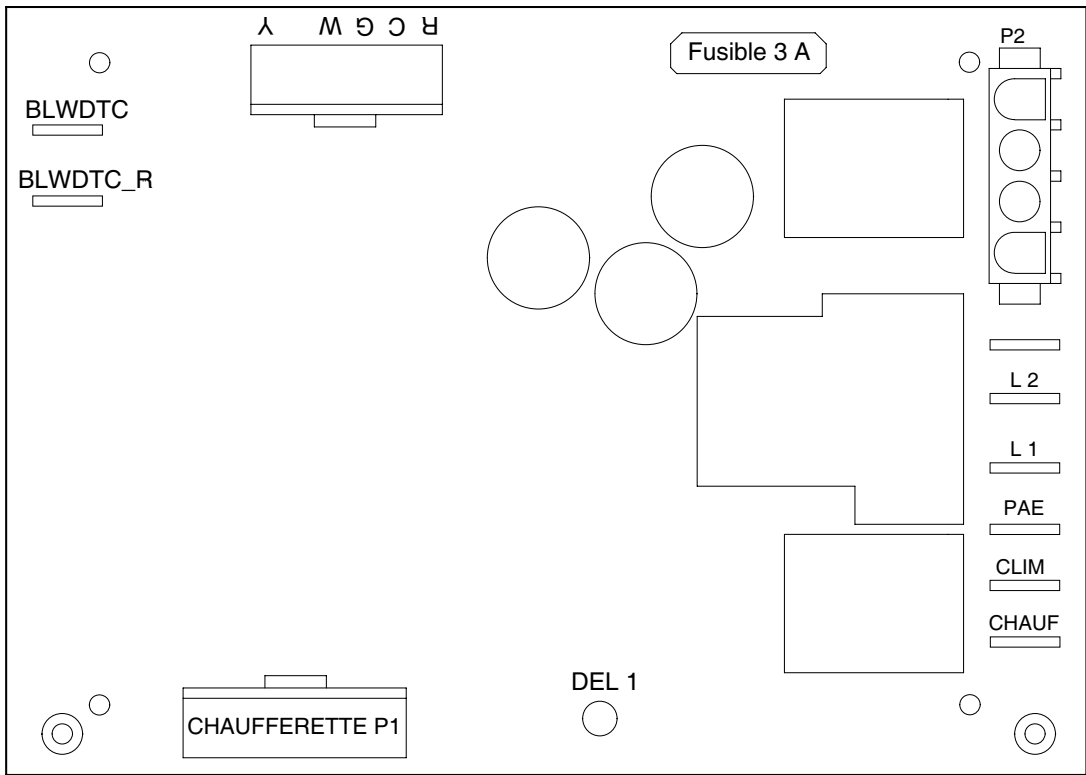 Y W G C R
Fusible 3 A
P2
BLWDTC
BLWDTC_R
L 2
L 1
PAE
CLIM
CHAUF
DEL 1
CHAUFFERETTE P1